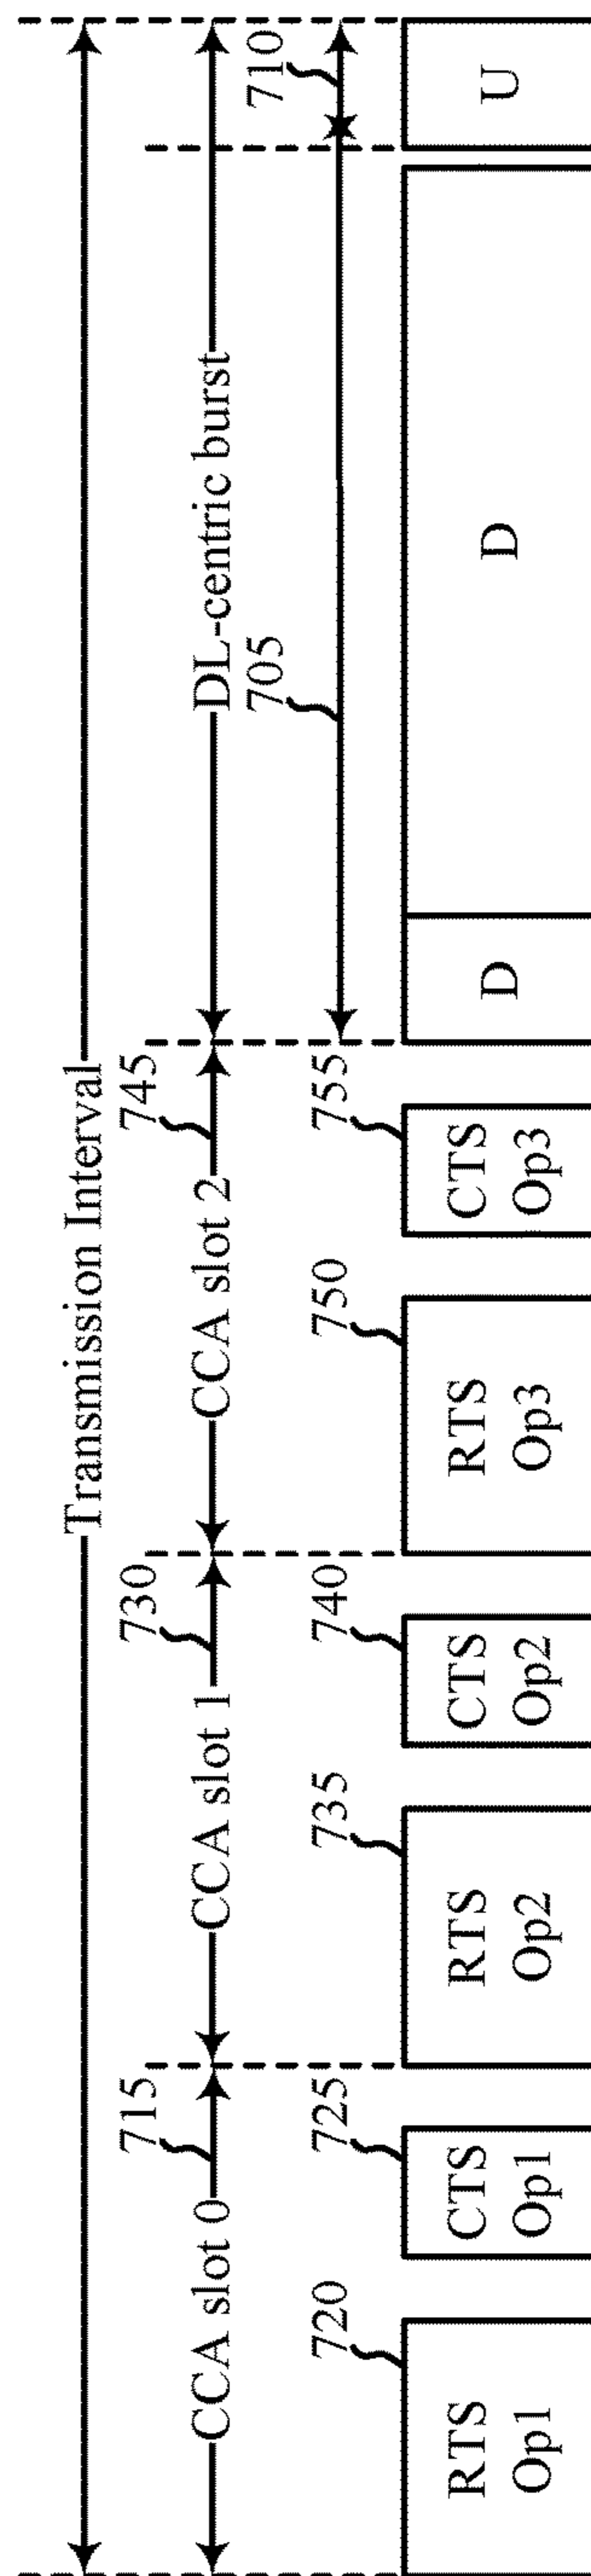 Transmission Interval
715
730
745
CCA slot 0
CCA slot 1
CCA slot 2
DL-centric burst
720
725
735
740
750
755
705
710
RTS
Op1
CTS
Op1
RTS
Op2
CTS
Op2
RTS
Op3
CTS
Op3
D
D
U